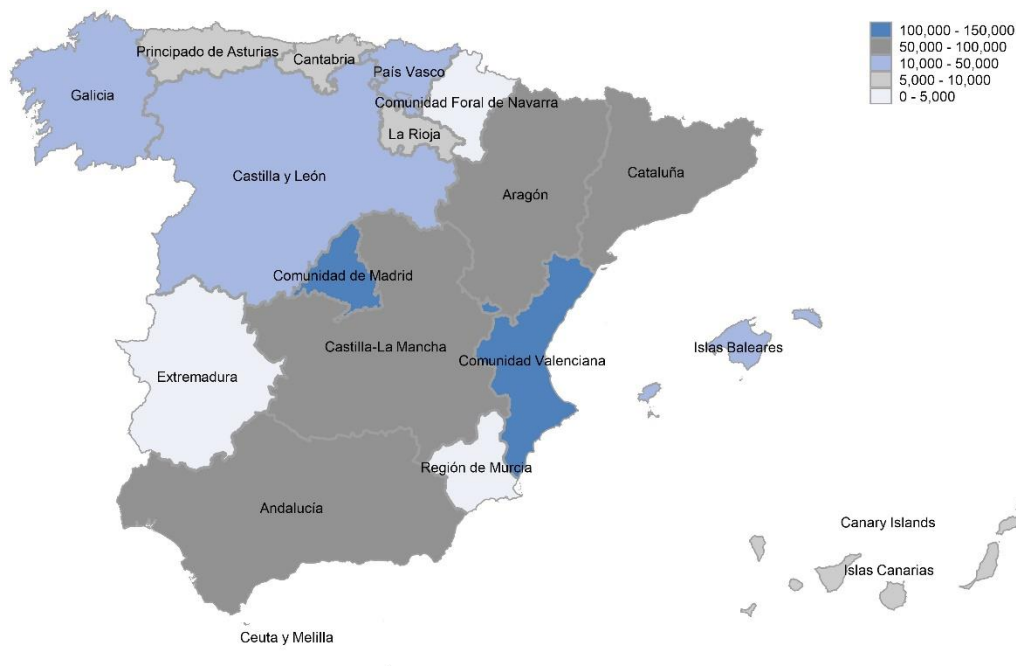 100,000 - 150,000
50,000 - 100,000
10,000 - 50,000
5,000 - 10,000
0 - 5,000
Principado de Asturias
Cantabria
País Vasco
Galicia
Comunidad Foral de Navarra
La Rioja
Castilla y León
Cataluña
Aragón
Comunidad de Madrid
Castilla-La Mancha
Islas Baleares
Comunidad Valenciana
Extremadura
Región de Murcia
Andalucía
Canary Islands
Islas Canarias
Ceuta y Melilla